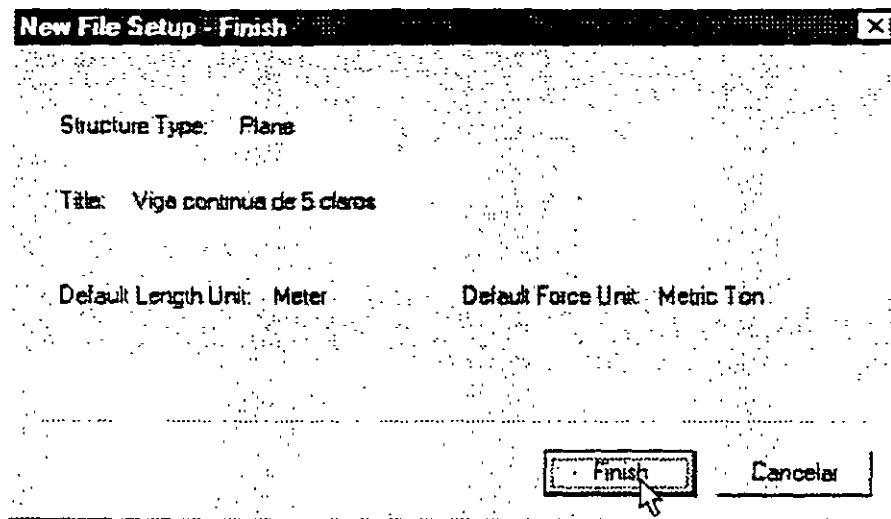 New File Setup - Finish
Structure Type: Plane
Title: Viga continua de 5 claros
Default Length Unit: Meter Default Force Unit: Metric Ton
Finish Cancelar